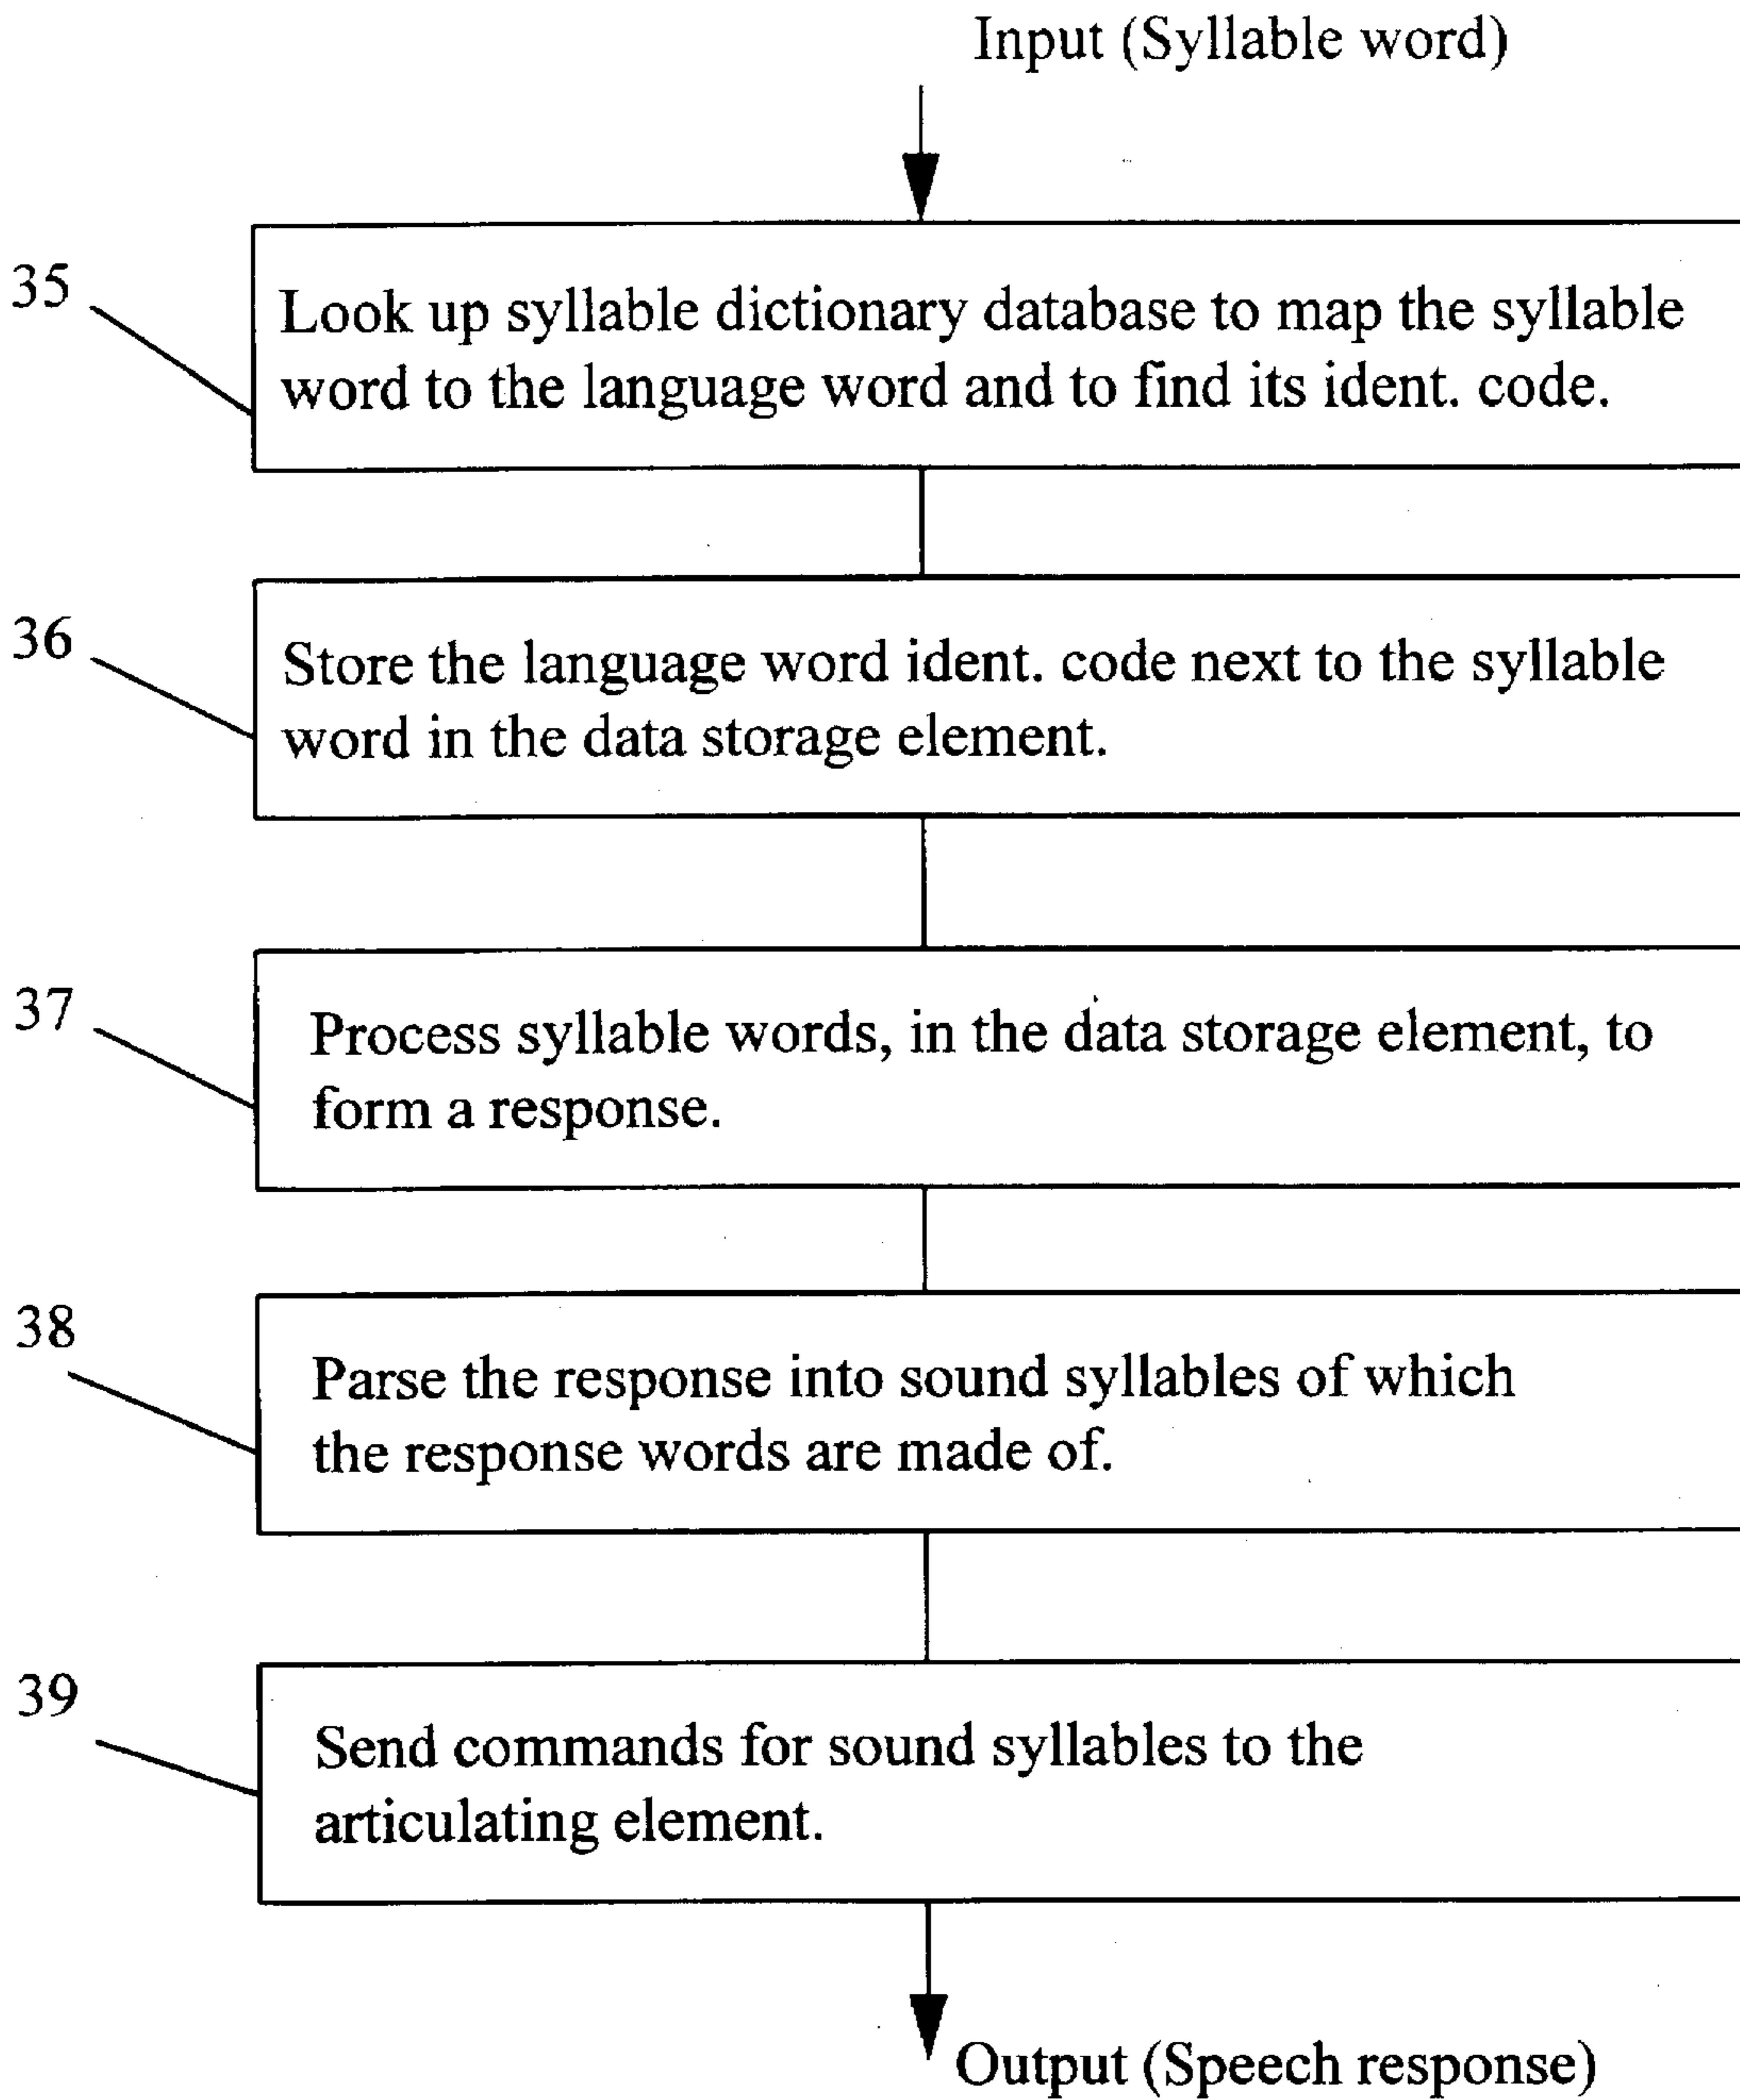 Input (Syllable word)
35
Look up syllable dictionary database to map the syllable
word to the language word and to find its ident. code.
36
Store the language word ident. code next to the syllable
word in the data storage element.
37
Process syllable words, in the data storage element, to
form a response.
38
Parse the response into sound syllables of which
the response words are made of.
39
Send commands for sound syllables to the
articulating element.
Output (Speech response)